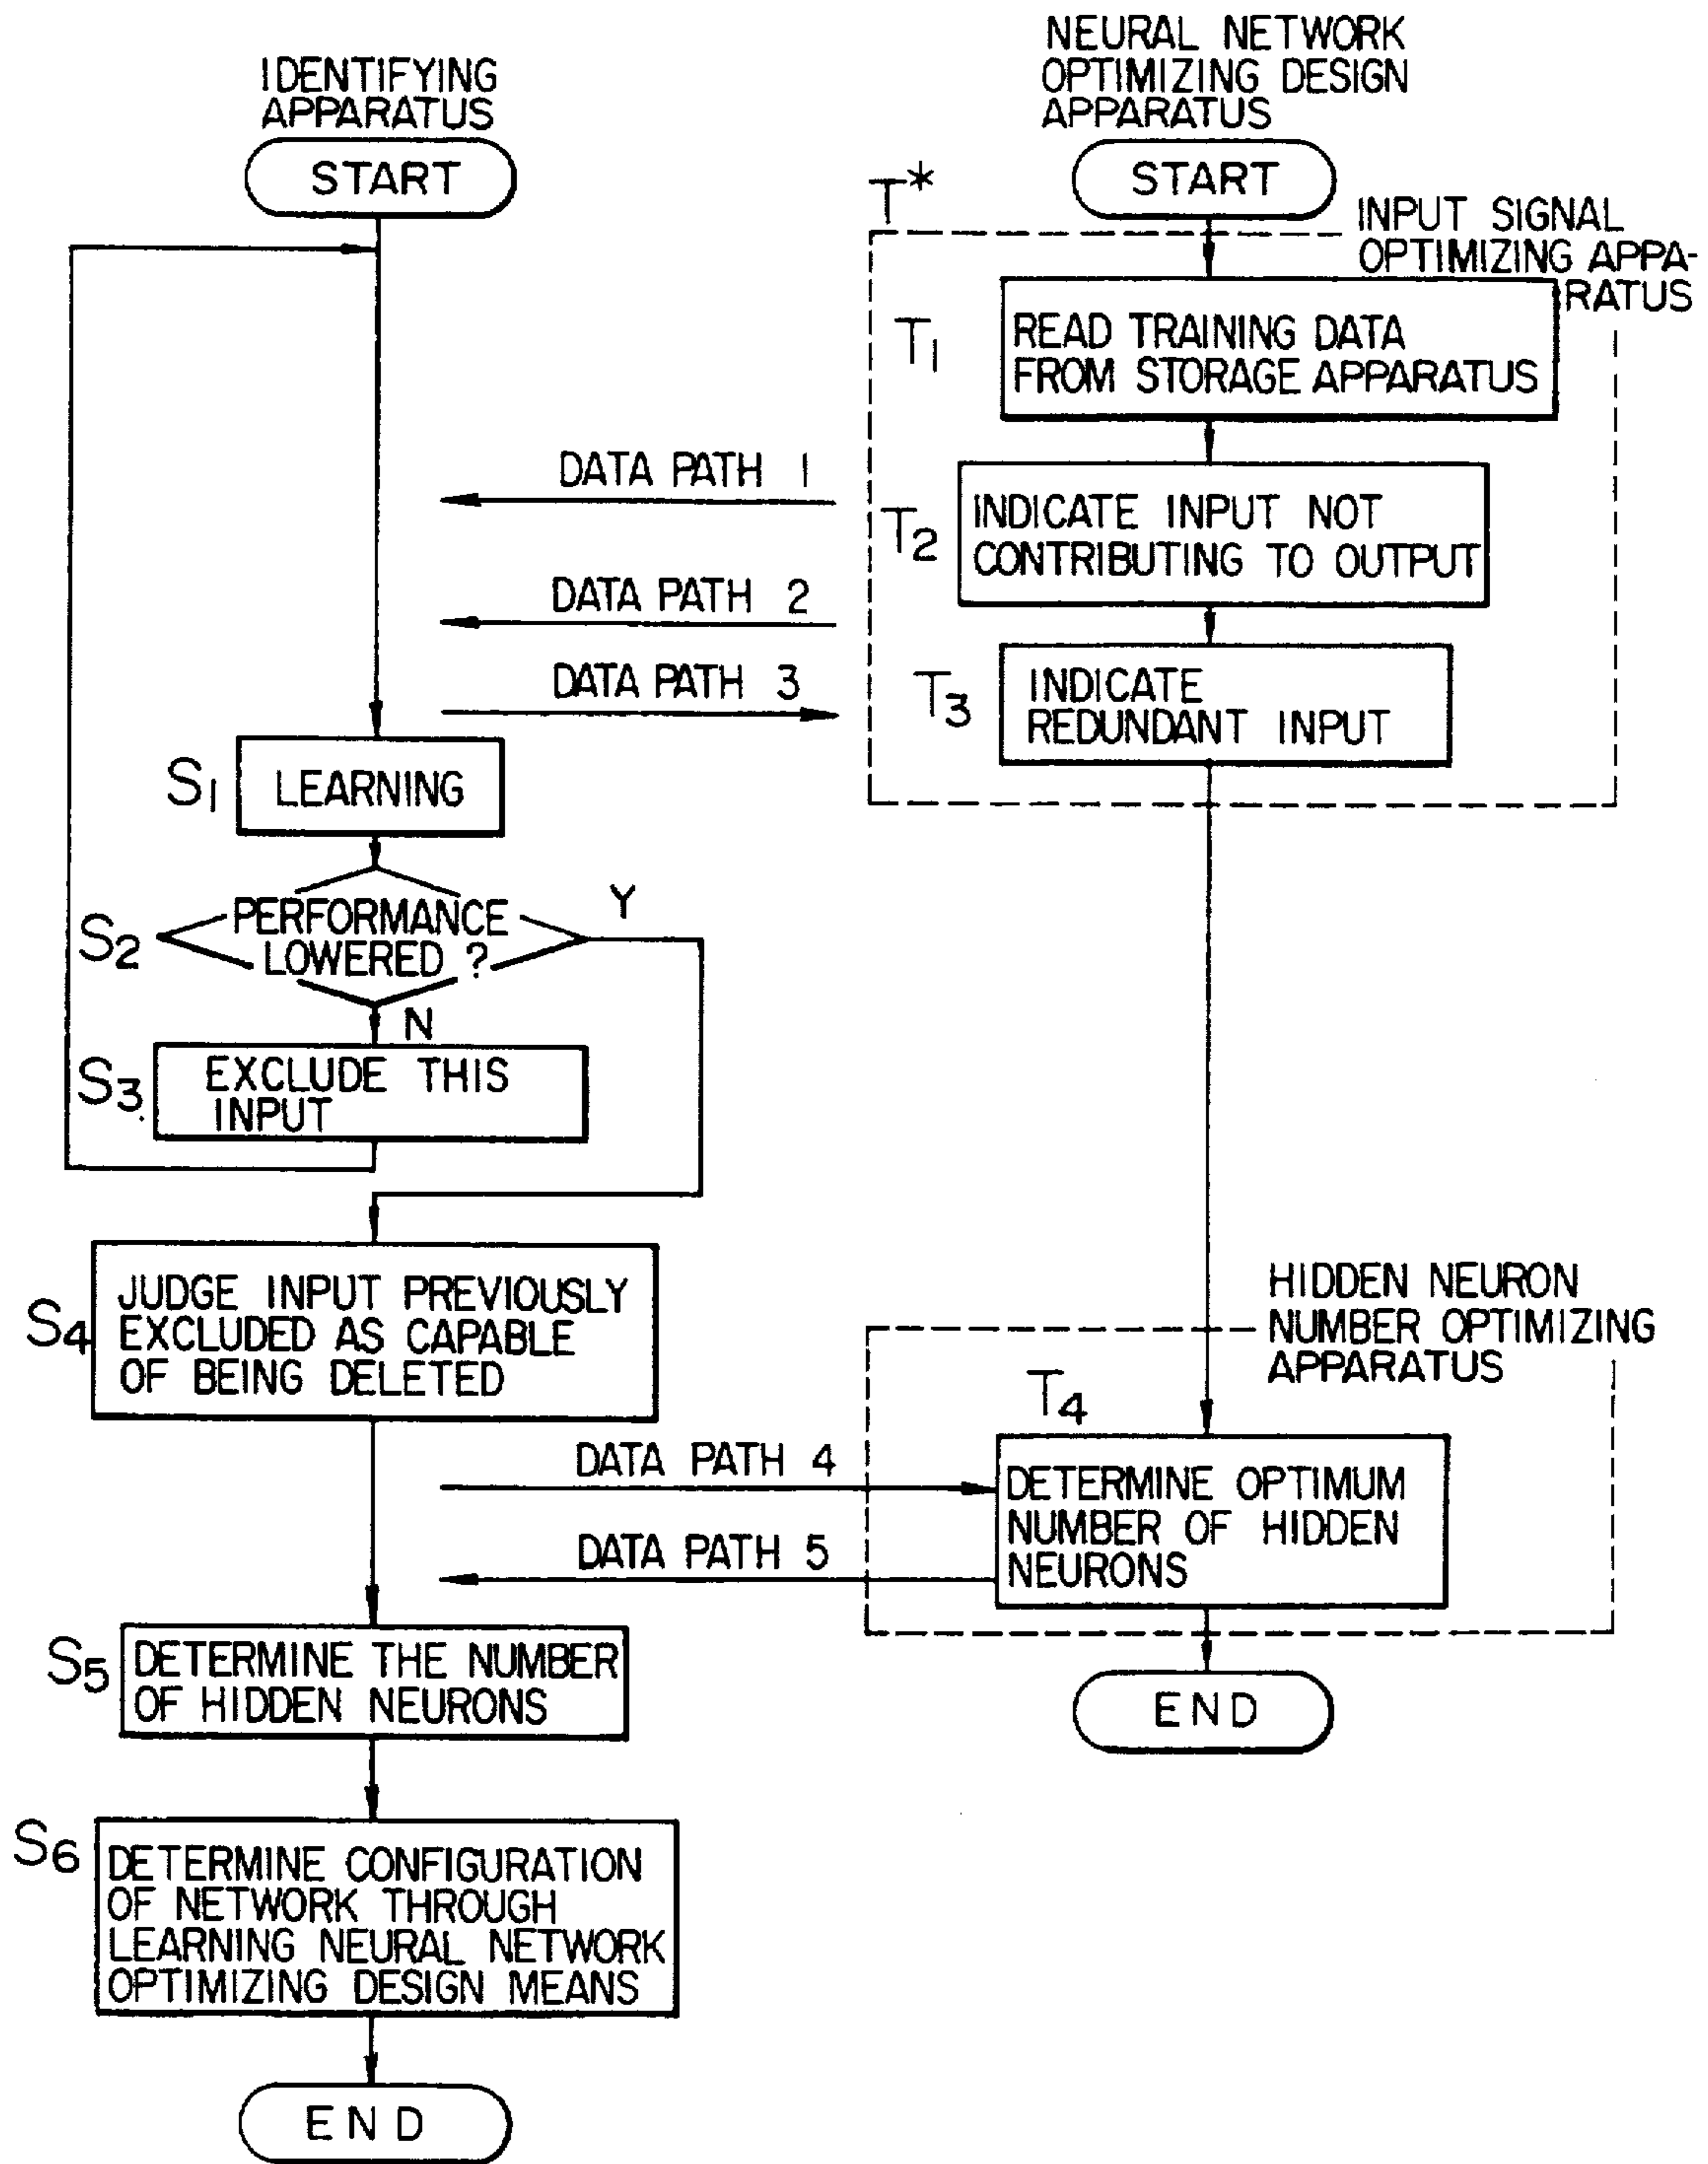 IDENTIFYING
APPARATUS
START
S1
LEARNING
S2
PERFORMANCE
LOWERED ?
Y
N
S3
EXCLUDE THIS
INPUT
S4
JUDGE INPUT PREVIOUSLY
EXCLUDED AS CAPABLE
OF BEING DELETED
S5
DETERMINE THE NUMBER
OF HIDDEN NEURONS
S6
DETERMINE CONFIGURATION
OF NETWORK THROUGH
LEARNING NEURAL NETWORK
OPTIMIZING DESIGN MEANS
END
DATA PATH 1
DATA PATH 2
DATA PATH 3
DATA PATH 4
DATA PATH 5
NEURAL NETWORK
OPTIMIZING DESIGN
APPARATUS
START
T*
INPUT SIGNAL
OPTIMIZING APPA-
RATUS
T1
READ TRAINING DATA
FROM STORAGE APPARATUS
T2
INDICATE INPUT NOT
CONTRIBUTING TO OUTPUT
T3
INDICATE
REDUNDANT INPUT
HIDDEN NEURON
NUMBER OPTIMIZING
APPARATUS
T4
DETERMINE OPTIMUM
NUMBER OF HIDDEN
NEURONS
END